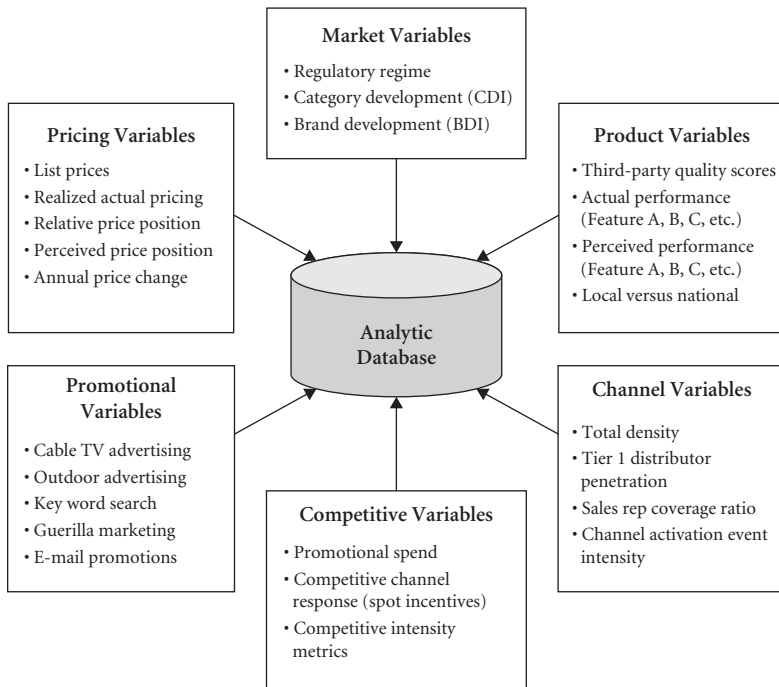 Market Variables
• Regulatory regime
• Category development (CDI)
• Brand development (BDI)
Pricing Variables
• List prices
• Realized actual pricing
• Relative price position
• Perceived price position
• Annual price change
Product Variables
• Third-party quality scores
• Actual performance
(Feature A, B, C, etc.)
• Perceived performance
(Feature A, B, C, etc.)
• Local versus national
Analytic
Database
Promotional
Variables
• Cable TV advertising
• Outdoor advertising
• Key word search
• Guerilla marketing
• E-mail promotions
Competitive Variables
• Promotional spend
• Competitive channel
response (spot incentives)
• Competitive intensity
metrics
Channel Variables
• Total density
• Tier 1 distributor
penetration
• Sales rep coverage ratio
• Channel activation event
intensity